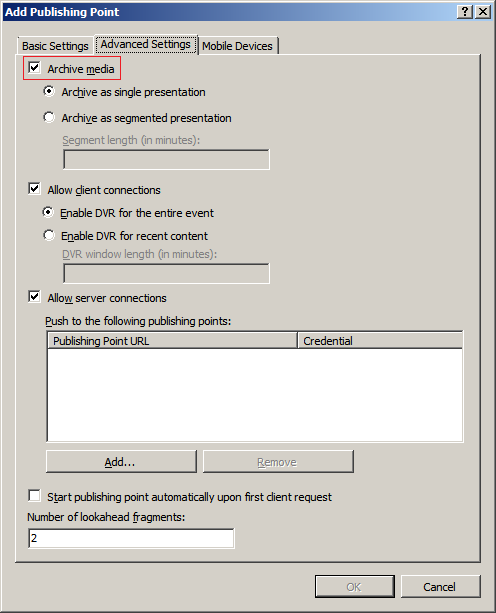 Add Publishing Point
Basic Settings Advanced Settings Mobile Devices
Archive media
Archive as single presentation
Archive as segmented presentation
Segment length (in minutes):
Allow client connections
Enable DVR for the entire event
Enable DVR for recent content
DVR window length (in minutes):
Allow server connections
Push to the following publishing points:
Publishing Point URL Credential
Add... Remove
Start publishing point automatically upon first client request
Number of lookahead fragments:
2
OK Cancel